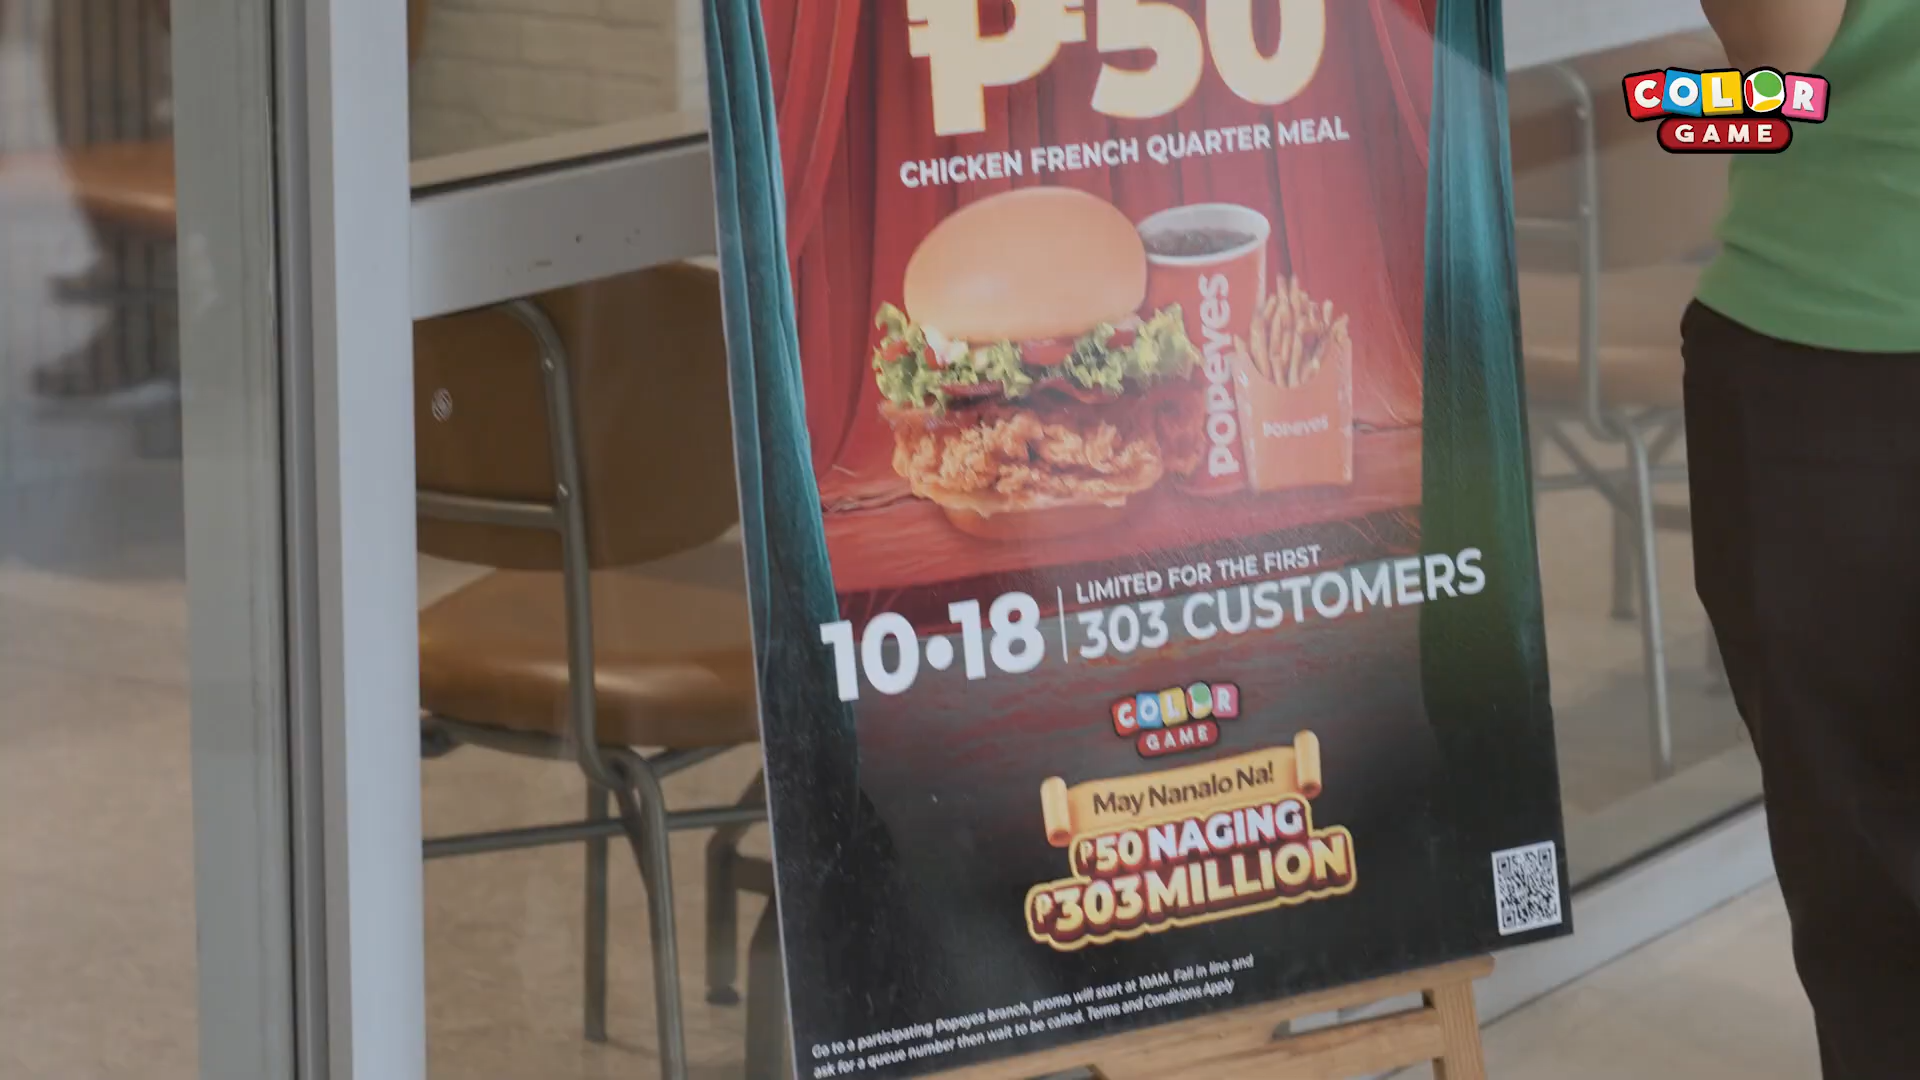 ₱50
CHICKEN FRENCH QUARTER MEAL
POPEYES
POPEYES
10•18
LIMITED FOR THE FIRST
303 CUSTOMERS
COLOR
GAME
May Nanalo Na!
₱50 NAGING
₱303 MILLION
Go to a participating Popeyes branch, promo will start at 10AM. Fall in line and
ask for a queue number then wait to be called. Terms and Conditions Apply
COLOR
GAME